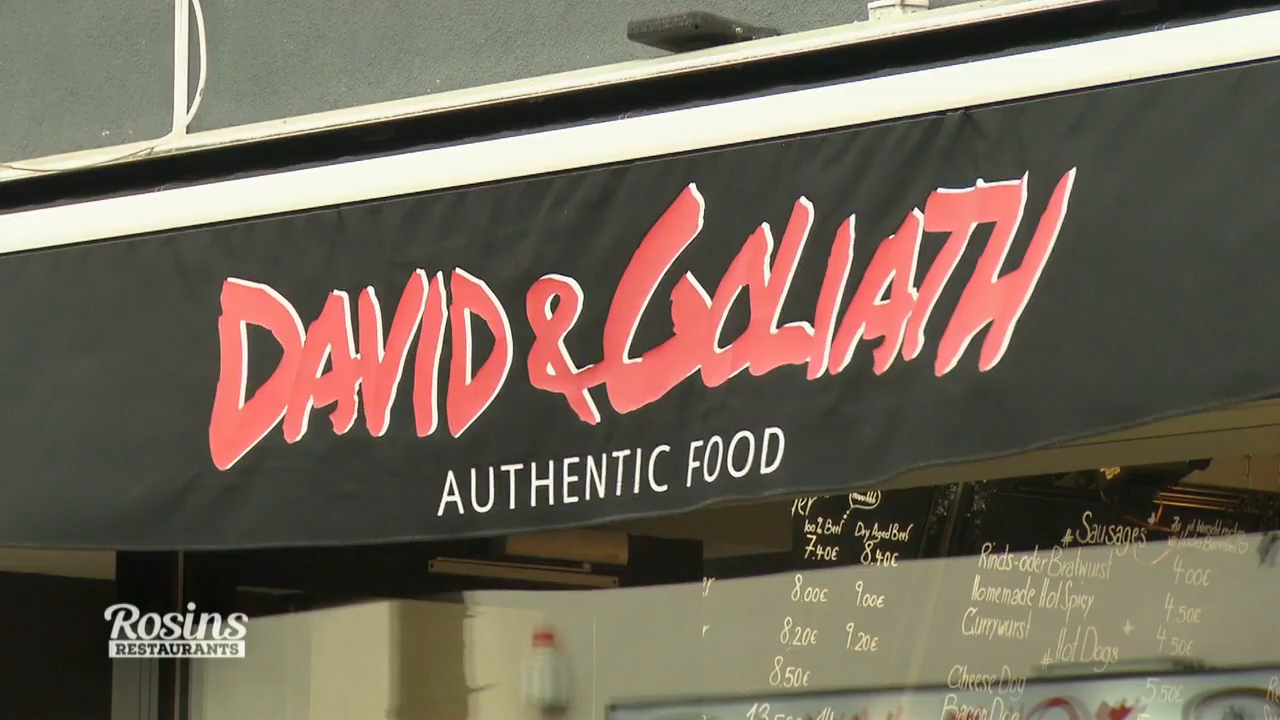 DAVID & GOLIATH
AUTHENTIC FOOD
100% Beef Dry Aged Beef
7.40€ 8.40€
8.00€ 9.00€
8.20€ 9.20€
8.50€
# Sausages
Rinds-oder Bratwurst 4.00€
Homemade Hot Spicy 4.50€
Currywurst 4.50€
# Hot Dogs
Cheese Dog 5.50€
Bacon Dog
Rosins
RESTAURANTS